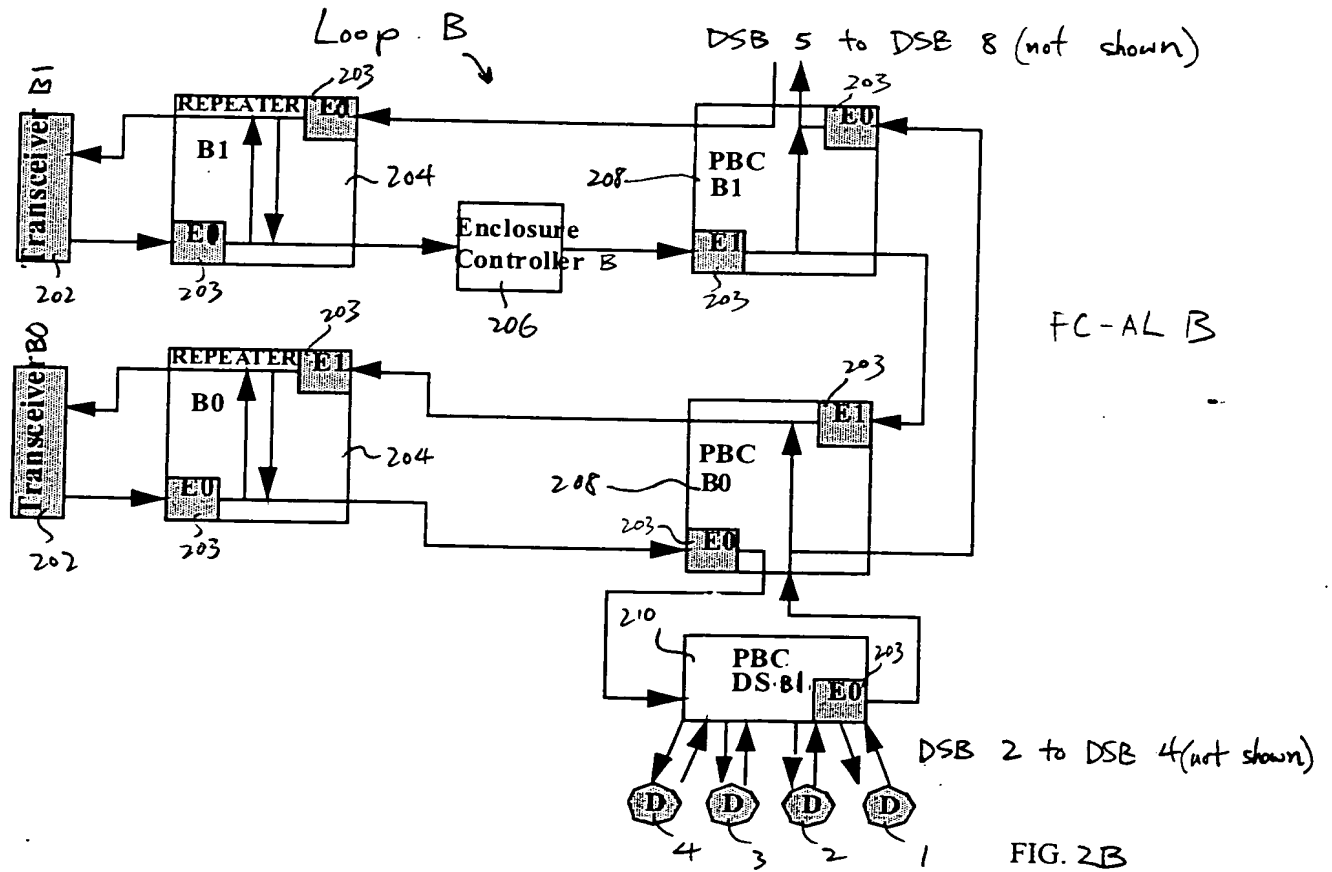 Loop B
DSB 5 to DSB 8 (not shown)
203
203
REPEATER
E1
E0
Transceiver B1
B1
PBC
B1
204
208
Enclosure
Controller B
E0
E1
202
203
206
203
203
FC-AL B
REPEATER
E1
203
Transceiver B0
B0
E1
204
PBC
B0
208
E0
203
E0
202
203
210
PBC
DS B1
203
E0
DSB 2 to DSB 4 (not shown)
D
D
D
D
4
3
2
1
FIG. 2B